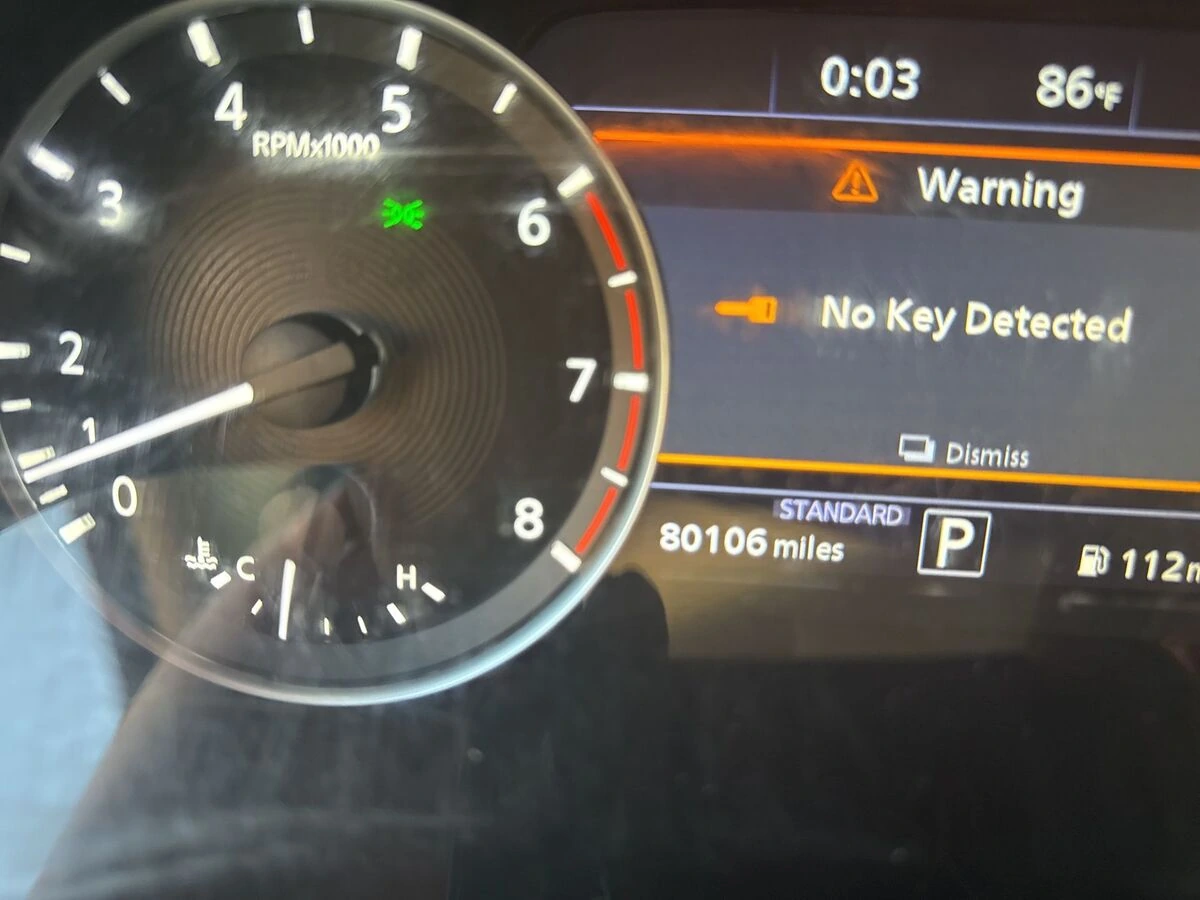 4
5
RPMx1000
3
6
2
7
1
0
8
C
H
0:03
86°F
Warning
No Key Detected
Dismiss
STANDARD
80106 miles
P
112